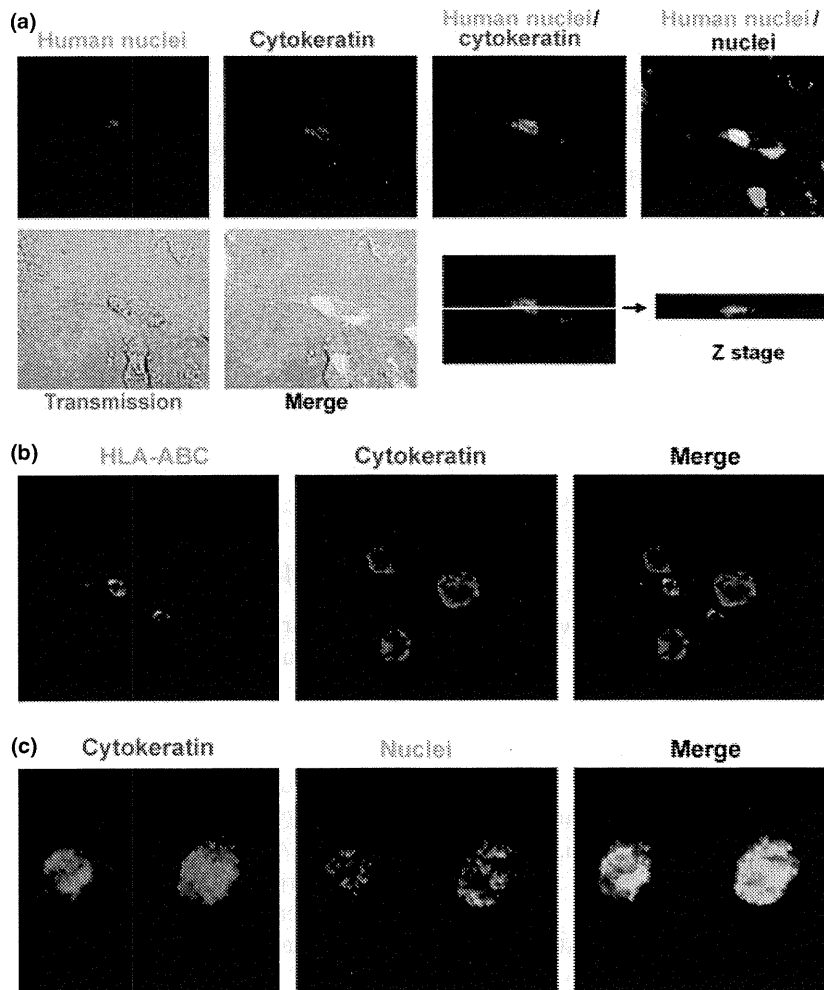 (a)
Human nuclei
Cytokeratin
Human nuclei/
cytokeratin
Human nuclei/
nuclei
Transmission
Merge
Z stage
(b)
HLA-ABC
Cytokeratin
Merge
(c)
Cytokeratin
Nuclei
Merge